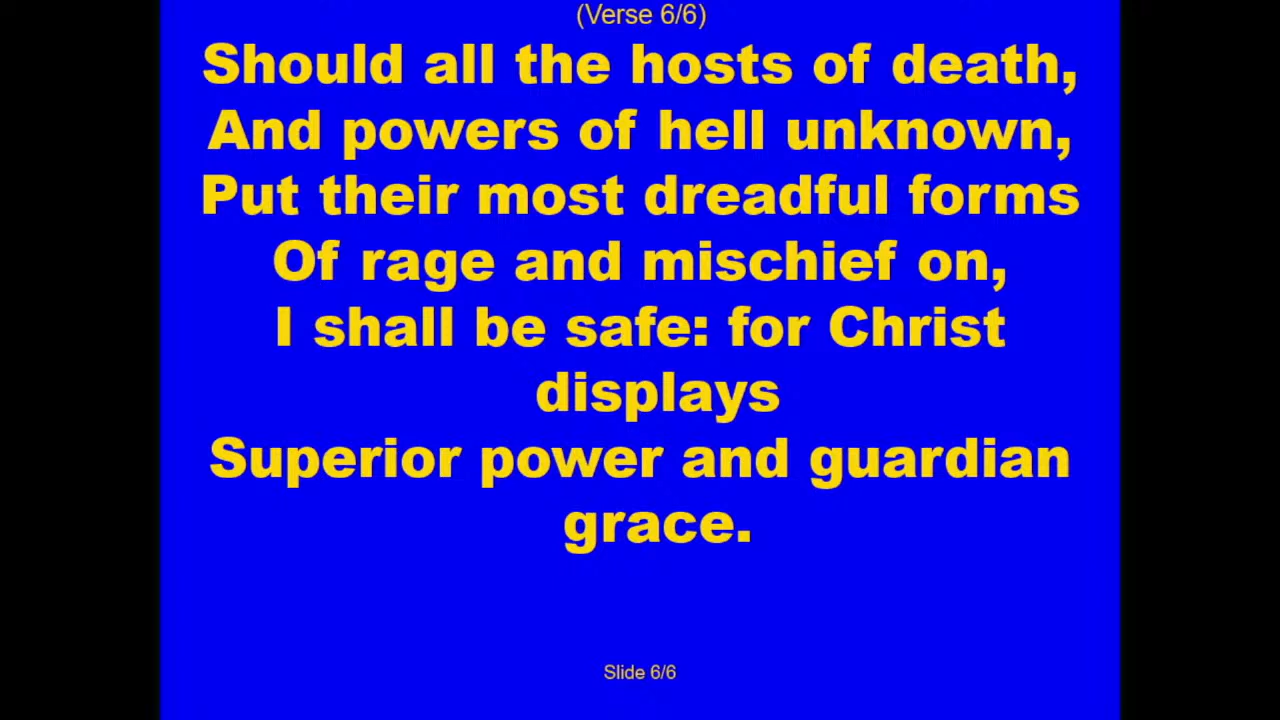 (Verse 6/6)
Should all the hosts of death,
And powers of hell unknown,
Put their most dreadful forms
Of rage and mischief on,
I shall be safe: for Christ
displays
Superior power and guardian
grace.
Slide 6/6